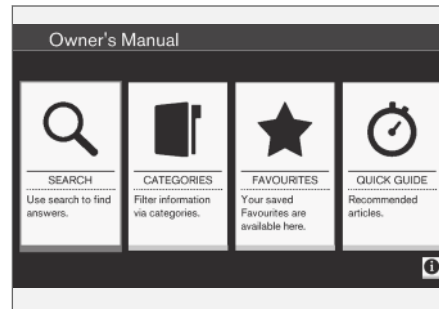 Owner's Manual
SEARCH
Use search to find
answers.
CATEGORIES
Filter information
via categories.
FAVOURITES
Your saved
Favourites are
available here.
QUICK GUIDE
Recommended
articles.